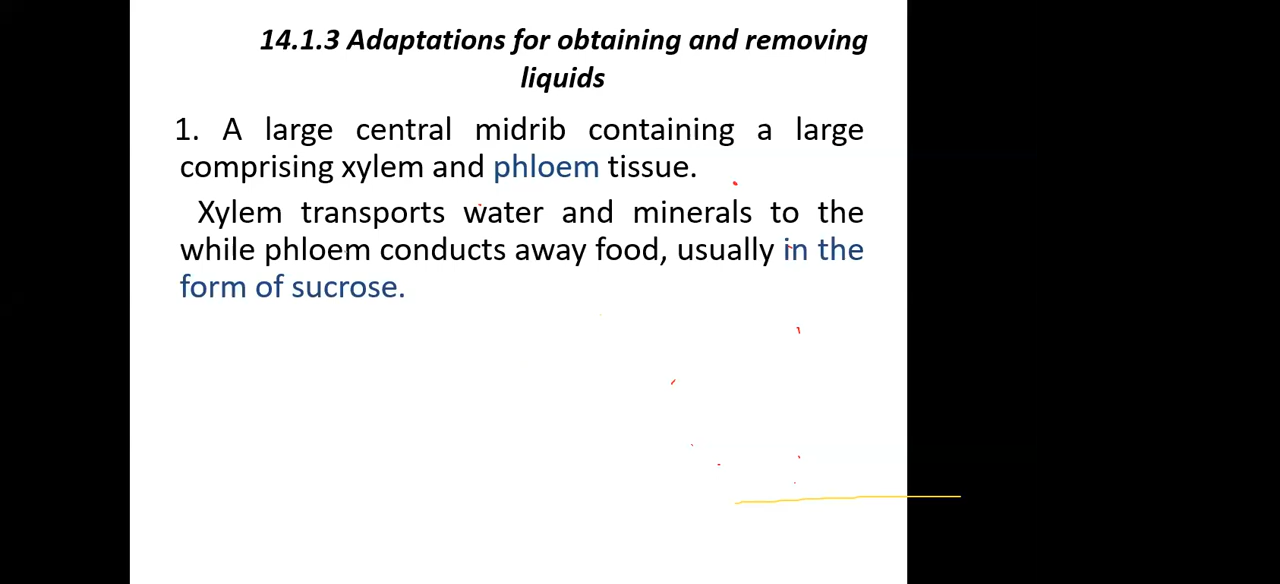 14.1.3 Adaptations for obtaining and removing
liquids
1. A large central midrib containing a large
comprising xylem and phloem tissue.
Xylem transports water and minerals to the
while phloem conducts away food, usually in the
form of sucrose.